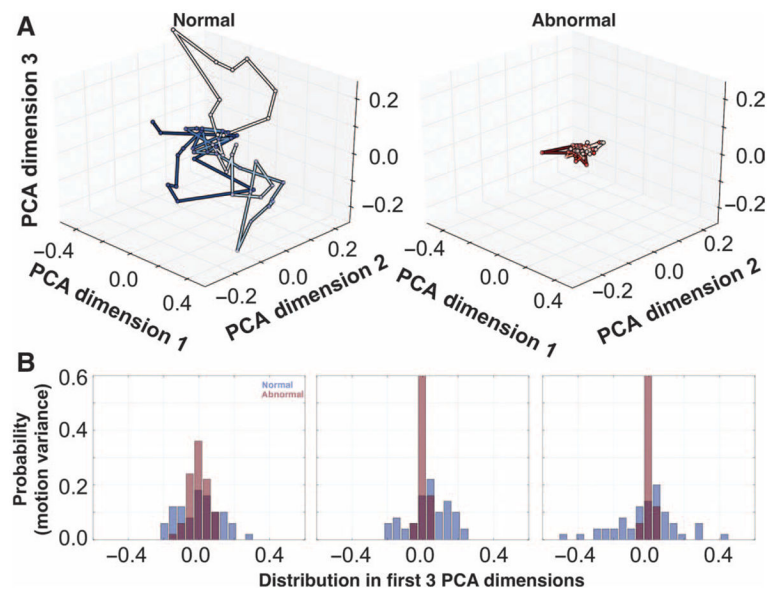 A
Normal
Abnormal
PCA dimension 3
0.2
0.0
−0.2
−0.4
0.0
0.4
PCA dimension 1
−0.2
0.0
0.2
PCA dimension 2
0.2
0.0
−0.2
−0.4
0.0
0.4
PCA dimension 1
−0.2
0.0
0.2
PCA dimension 2
B
Probability
(motion variance)
0.6
0.4
0.2
0.0
Normal
Abnormal
−0.4 0.0 0.4
−0.4 0.0 0.4
−0.4 0.0 0.4
Distribution in first 3 PCA dimensions